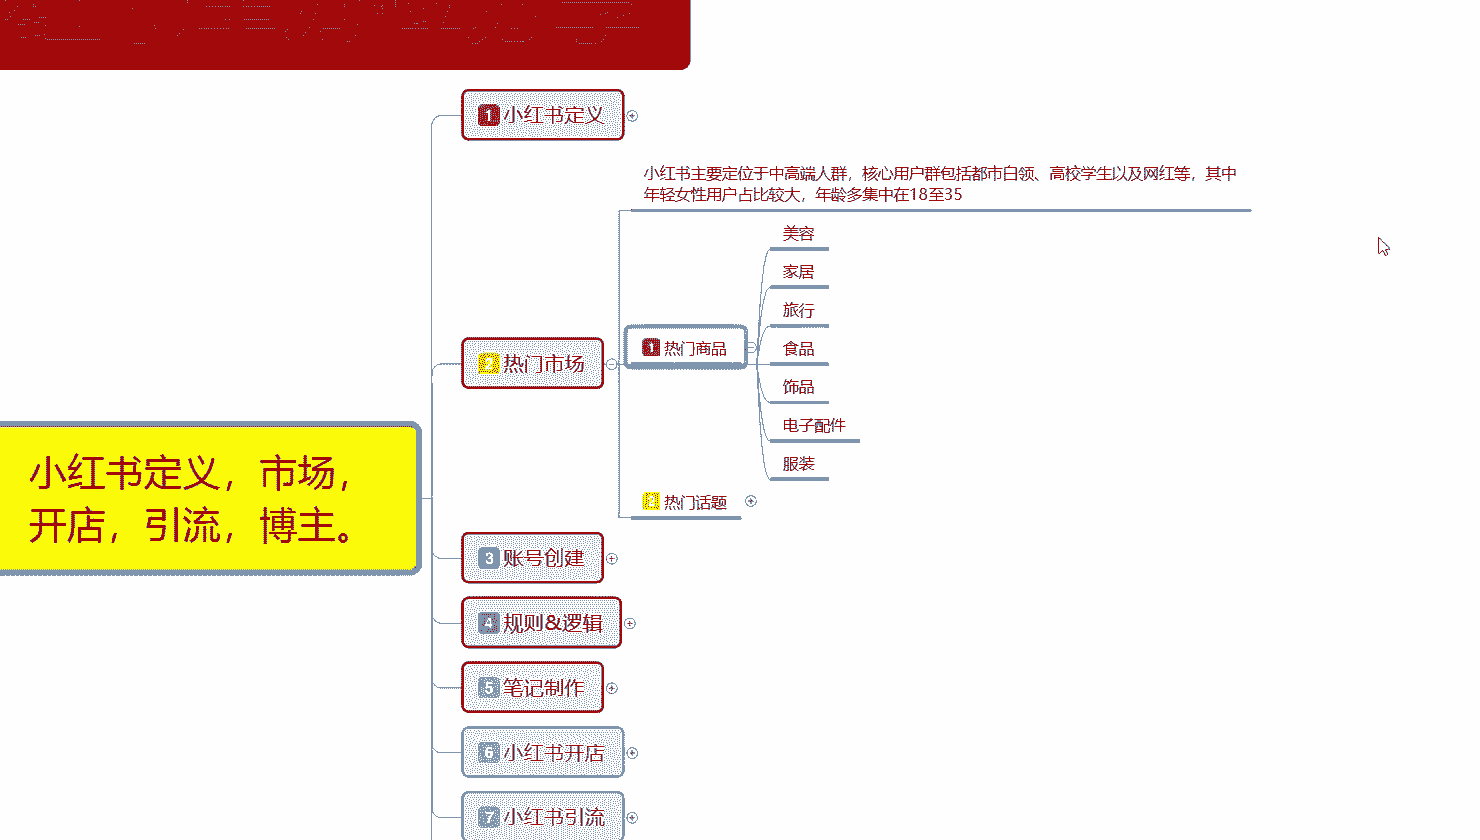 1 小红书定义
小红书主要定位于中高端人群，核心用户群包括都市白领、高校学生以及网红等，其中
年轻女性用户占比较大，年龄多集中在18至35
美容
家居
旅行
2 热门市场
1 热门商品
食品
饰品
电子配件
服装
2 热门话题
小红书定义，市场，
开店，引流，博主。
3 账号创建
4 规则&逻辑
5 笔记制作
6 小红书开店
7 小红书引流